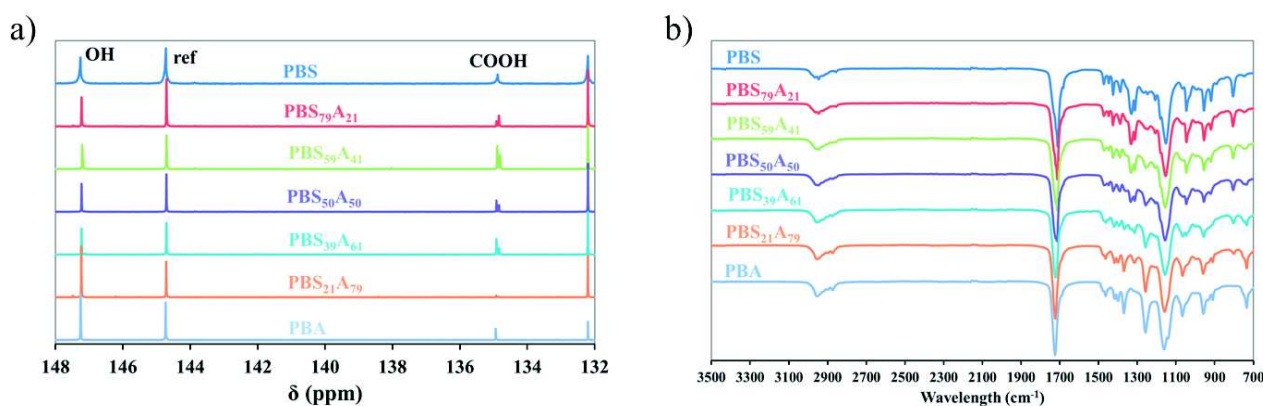 a)
OH
ref
PBS
COOH
PBS79A21
PBS59A41
PBS50A50
PBS39A61
PBS21A79
PBA
148 146 144 142 140 138 136 134 132
δ (ppm)
b)
PBS
PBS79A21
PBS59A41
PBS50A50
PBS39A61
PBS21A79
PBA
3500 3300 3100 2900 2700 2500 2300 2100 1900 1700 1500 1300 1100 900 700
Wavelength (cm-1)